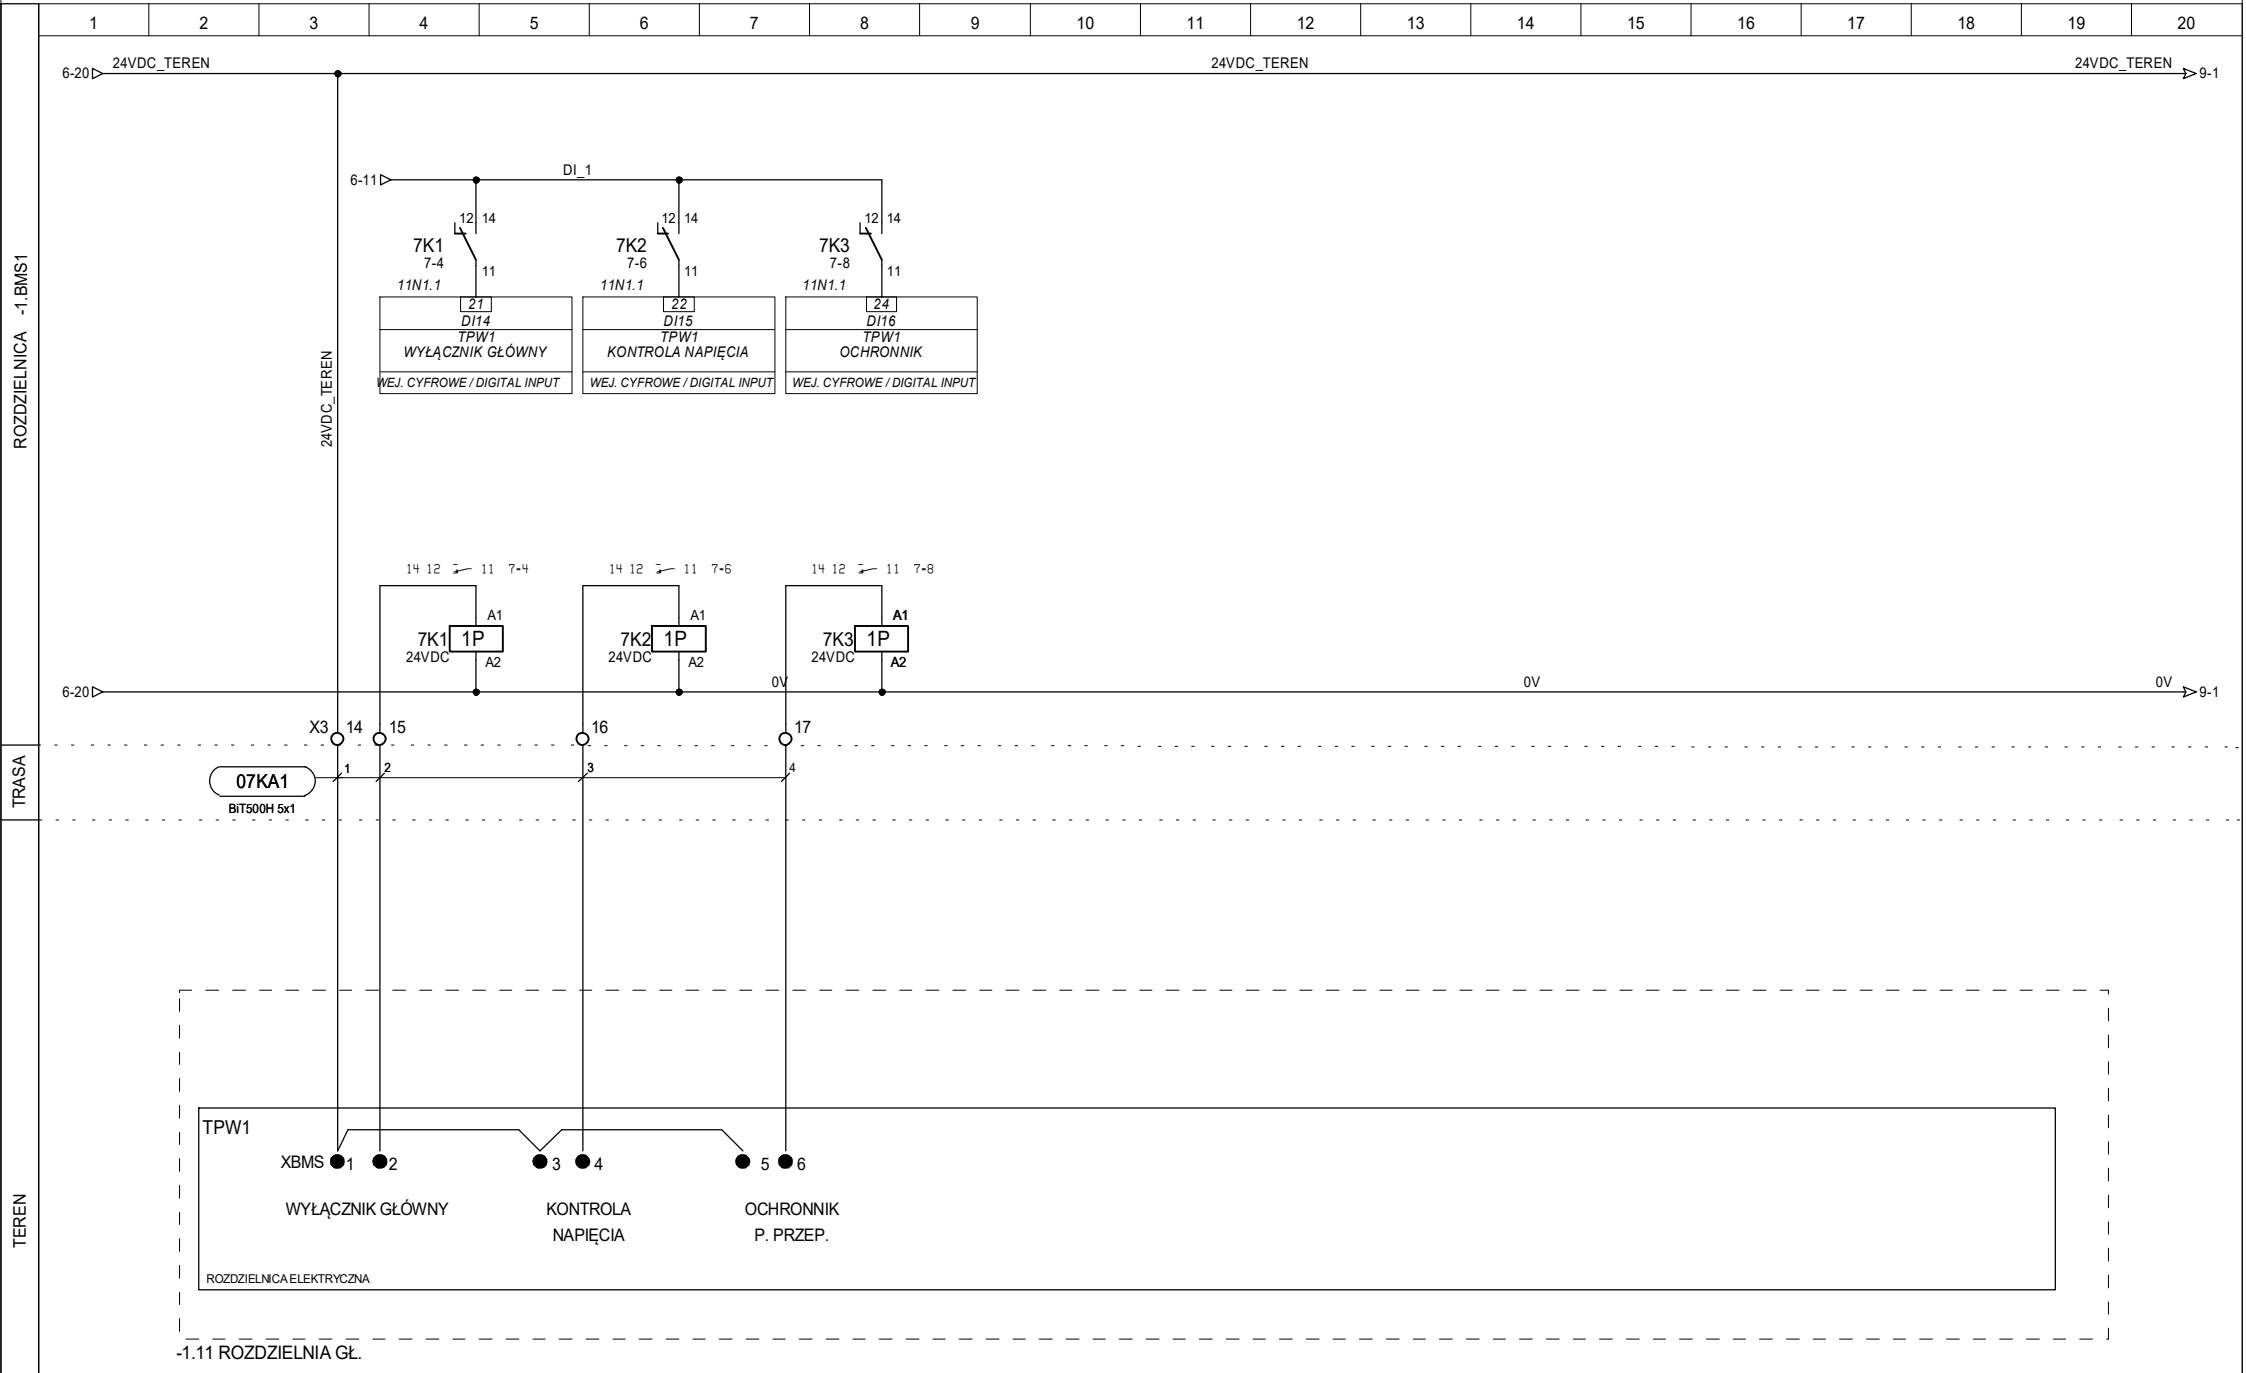 1 2 3 4 5 6 7 8 9 10 11 12 13 14 15 16 17 18 19 20
6-20 24VDC_TEREN 24VDC_TEREN 24VDC_TEREN 9-1
6-11 DI_1
12 14 12 14 12 14
7K1 7K2 7K3
7-4 7-6 7-8
11 11 11
11N1.1 11N1.1 11N1.1
21 22 24
DI14 DI15 DI16
TPW1 TPW1 TPW1
WYŁĄCZNIK GŁÓWNY KONTROLA NAPIĘCIA OCHRONNIK
WEJ. CYFROWE / DIGITAL INPUT WEJ. CYFROWE / DIGITAL INPUT WEJ. CYFROWE / DIGITAL INPUT
ROZDZIELNICA -1.BMS1
24VDC_TEREN
14 12 11 7-4 14 12 11 7-6 14 12 11 7-8
A1 A1 A1
7K1 1P 7K2 1P 7K3 1P
24VDC 24VDC 24VDC
A2 A2 A2
6-20 0V 0V 0V 9-1
X3 14 15 16 17
TRASA
1 2 3 4
07KA1
BiT500H 5x1
TEREN
TPW1
XBMS 1 2 3 4 5 6
WYŁĄCZNIK GŁÓWNY KONTROLA OCHRONNIK
NAPIĘCIA P. PRZEP.
ROZDZIELNICA ELEKTRYCZNA
-1.11 ROZDZIELNIA GŁ.